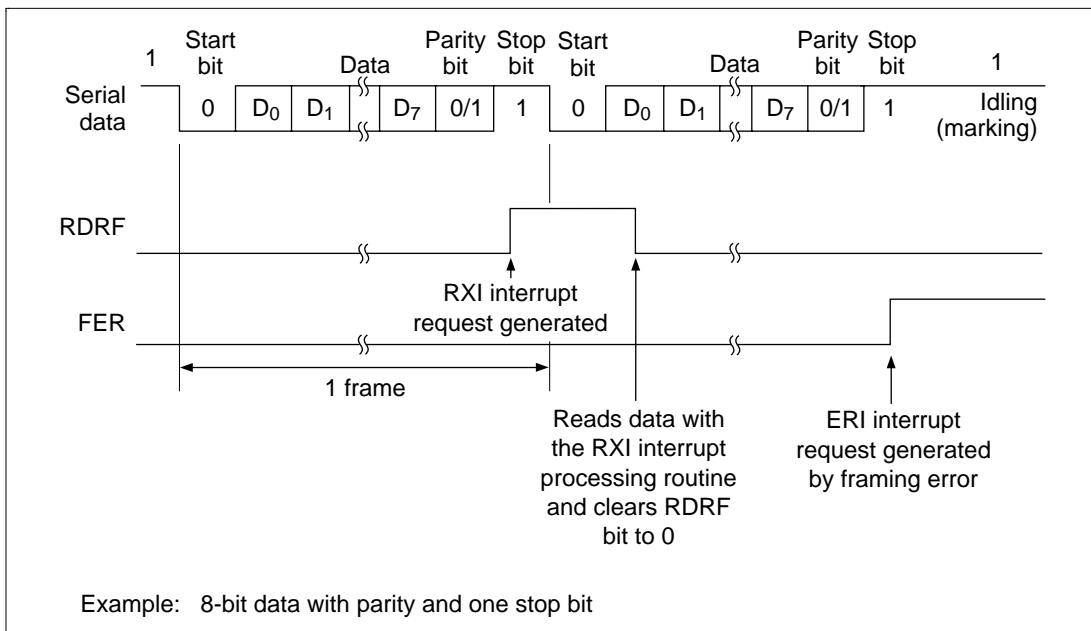 1 Start bit Data Parity bit Stop bit Start bit Data Parity bit Stop bit 1
Serial data 0 D0 D1 D7 0/1 1 0 D0 D1 D7 0/1 1 Idling (marking)
RDRF
RXI interrupt
request generated
FER
1 frame
Reads data with
the RXI interrupt
processing routine
and clears RDRF
bit to 0
ERI interrupt
request generated
by framing error
Example: 8-bit data with parity and one stop bit